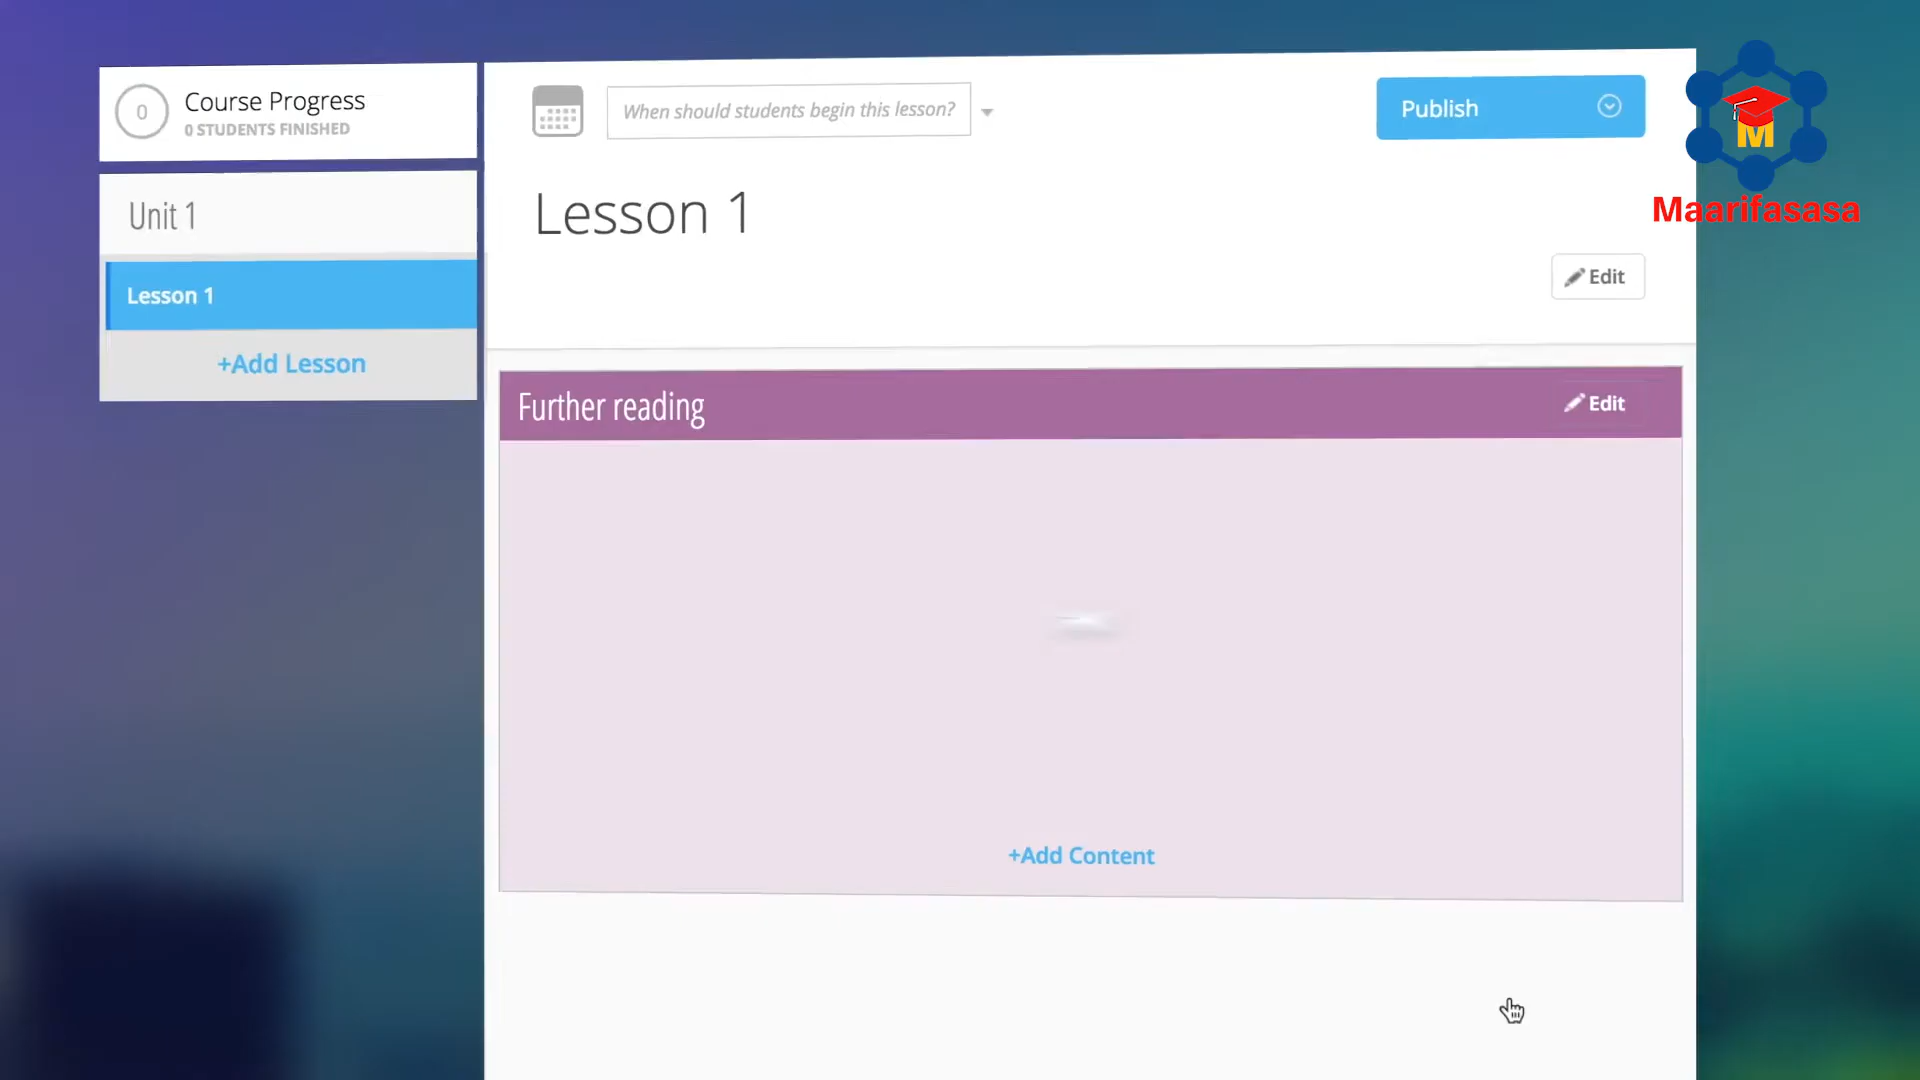 0
Course Progress
0 STUDENTS FINISHED
Unit 1
Lesson 1
+Add Lesson
When should students begin this lesson?
Publish
Lesson 1
Edit
Further reading
Edit
+Add Content
M
Maarifasasa